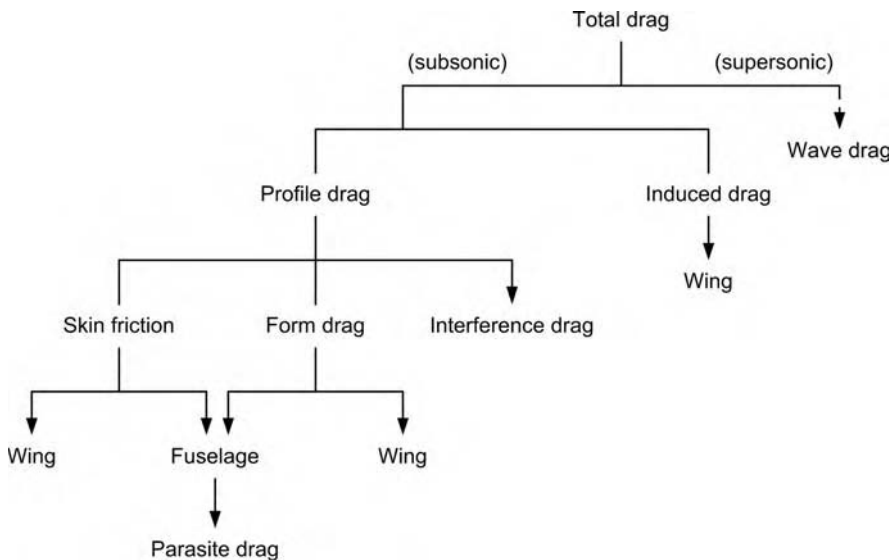 Total drag
(subsonic)
(supersonic)
Wave drag
Profile drag
Induced drag
Wing
Skin friction
Form drag
Interference drag
Wing
Fuselage
Wing
Parasite drag